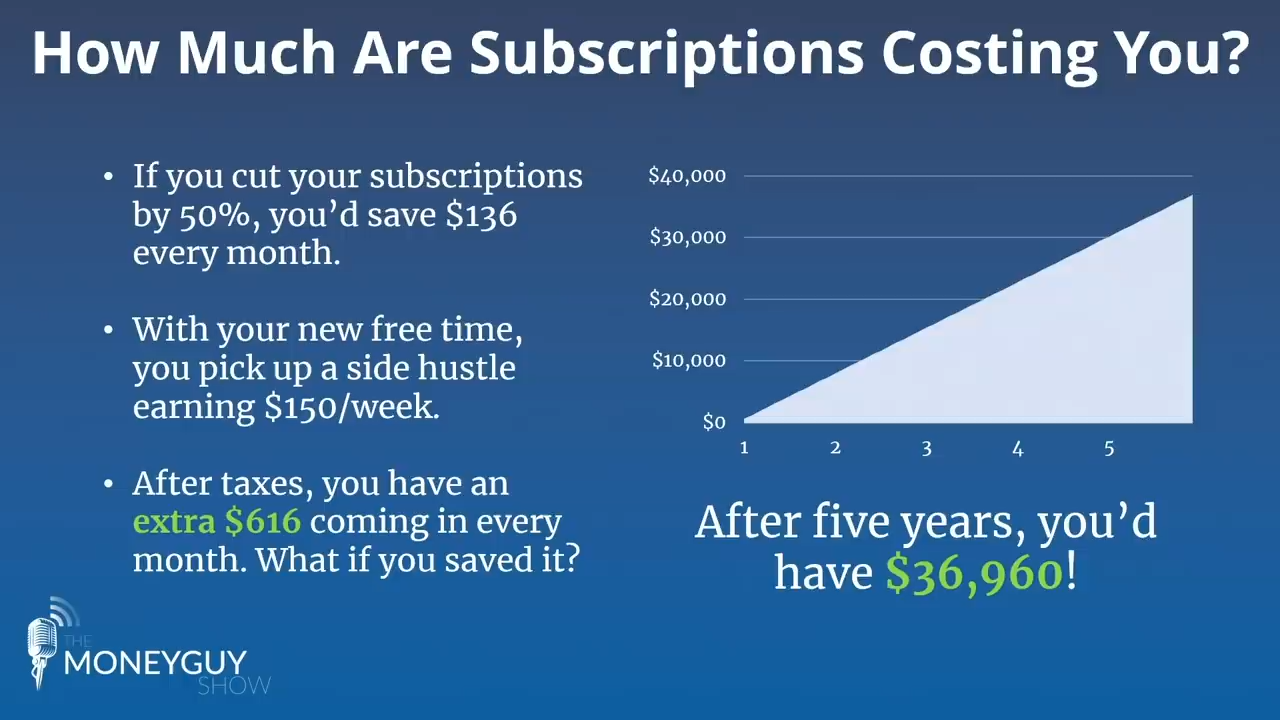 How Much Are Subscriptions Costing You?
• If you cut your subscriptions
by 50%, you’d save $136
every month.
• With your new free time,
you pick up a side hustle
earning $150/week.
• After taxes, you have an
extra $616 coming in every
month. What if you saved it?
$40,000
$30,000
$20,000
$10,000
$0
1 2 3 4 5
After five years, you’d
have $36,960!
THE
MONEYGUY
SHOW